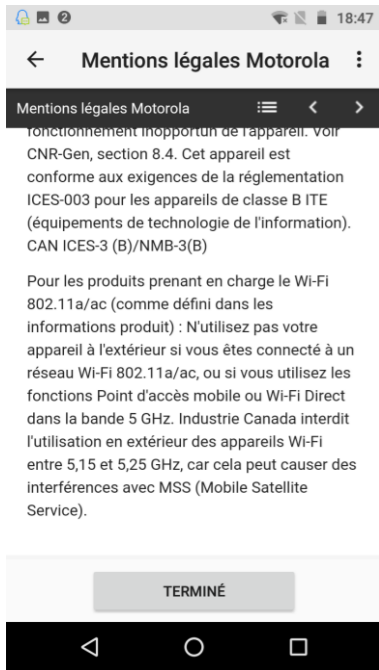 18:47
Mentions légales Motorola
Mentions légales Motorola
fonctionnement inopportun de l'appareil. Voir
CNR-Gen, section 8.4. Cet appareil est
conforme aux exigences de la réglementation
ICES-003 pour les appareils de classe B ITE
(équipements de technologie de l'information).
CAN ICES-3 (B)/NMB-3(B)
Pour les produits prenant en charge le Wi-Fi
802.11a/ac (comme défini dans les
informations produit) : N'utilisez pas votre
appareil à l'extérieur si vous êtes connecté à un
réseau Wi-Fi 802.11a/ac, ou si vous utilisez les
fonctions Point d'accès mobile ou Wi-Fi Direct
dans la bande 5 GHz. Industrie Canada interdit
l'utilisation en extérieur des appareils Wi-Fi
entre 5,15 et 5,25 GHz, car cela peut causer des
interférences avec MSS (Mobile Satellite
Service).
TERMINÉ